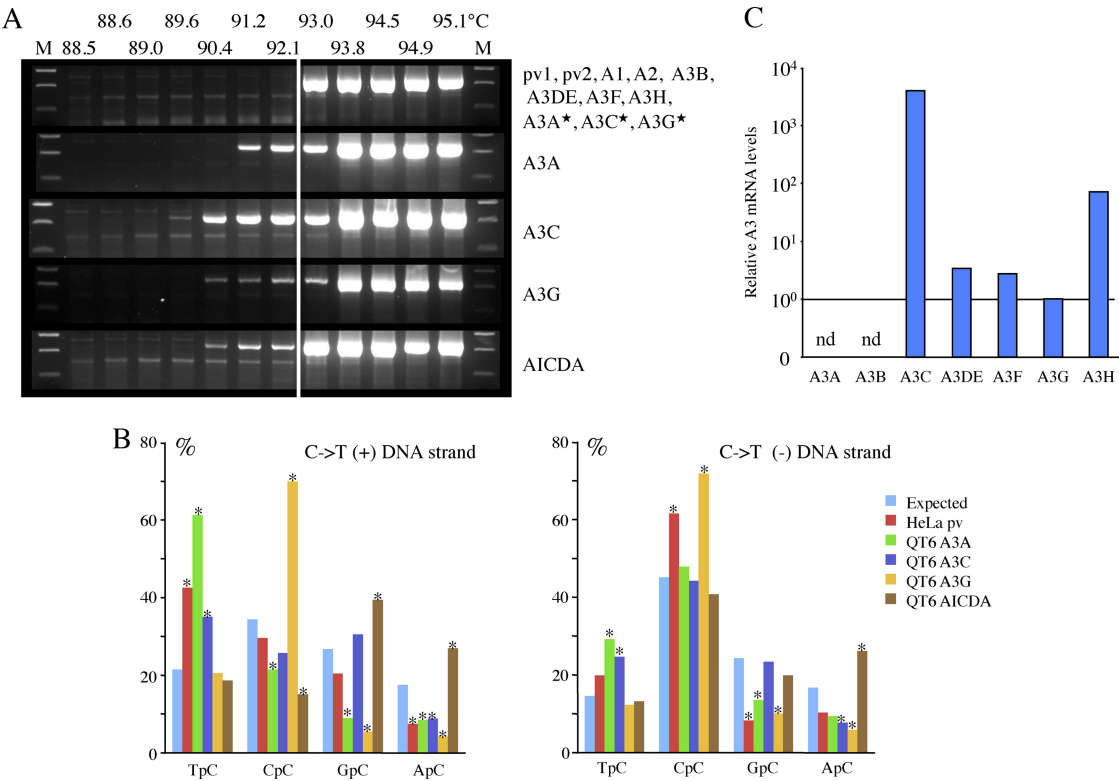 A
88.6 89.6 91.2 93.0 94.5 95.1°C
M 88.5 89.0 90.4 92.1 93.8 94.9 M
pv1, pv2, A1, A2, A3B,
A3DE, A3F, A3H,
A3A★, A3C★, A3G★
A3A
A3C
A3G
AICDA
C
Relative A3 mRNA levels
10⁴
10³
10²
10¹
10⁰
0
nd nd
A3A A3B A3C A3DE A3F A3G A3H
B
%
C->T (+) DNA strand
80
60
40
20
0
* * * * * * * * * * * * *
TpC CpC GpC ApC
%
C->T (-) DNA strand
80
60
40
20
0
* * * * * * * * * *
TpC CpC GpC ApC
Expected
HeLa pv
QT6 A3A
QT6 A3C
QT6 A3G
QT6 AICDA